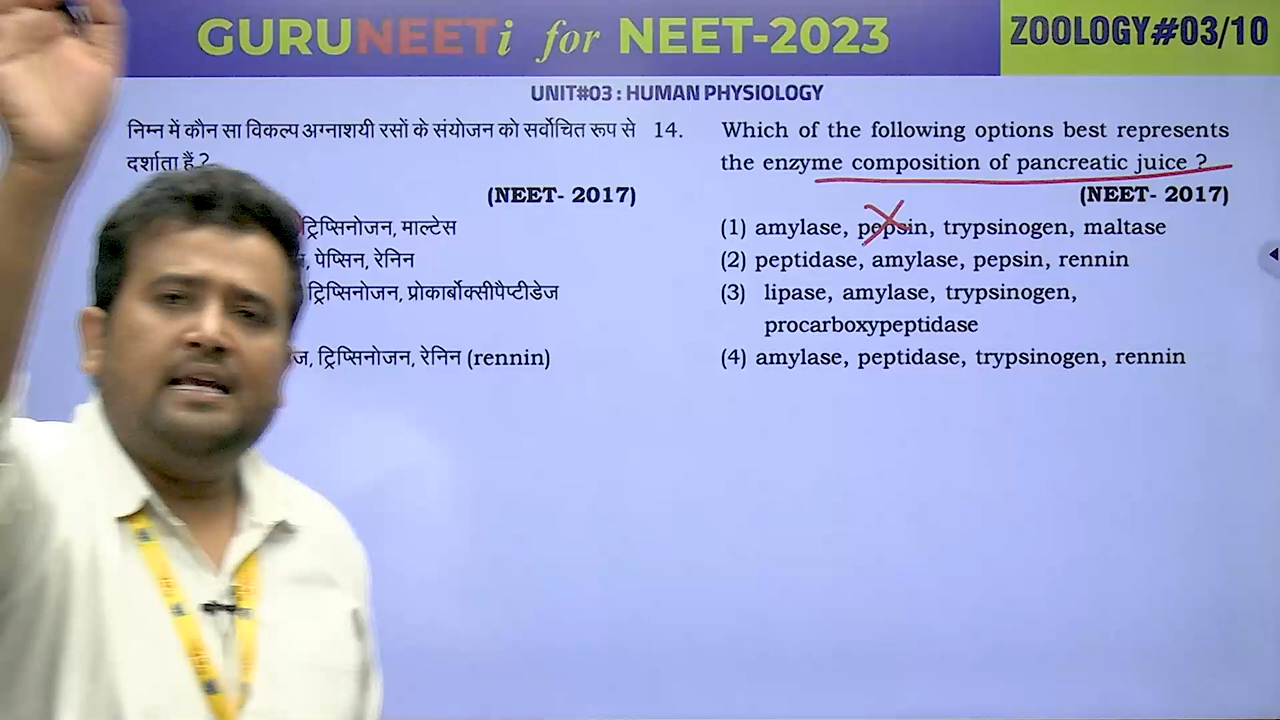 GURUNEETi for NEET-2023
ZOOLOGY#03/10
UNIT#03 : HUMAN PHYSIOLOGY
निम्न में कौन सा विकल्प अग्नाशयी रसों के संयोजन को सर्वोचित रूप से
दर्शाता हैं ?
(NEET- 2017)
ट्रिप्सिनोजन, माल्टेस
, पेप्सिन, रेनिन
ट्रिप्सिनोजन, प्रोकार्बोक्सीपैप्टीडेज
ज, ट्रिप्सिनोजन, रेनिन (rennin)
14. Which of the following options best represents
the enzyme composition of pancreatic juice ?
(NEET- 2017)
(1) amylase, pepsin, trypsinogen, maltase
(2) peptidase, amylase, pepsin, rennin
(3) lipase, amylase, trypsinogen,
procarboxypeptidase
(4) amylase, peptidase, trypsinogen, rennin